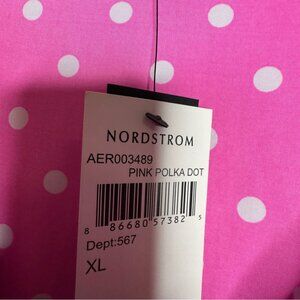 NORDSTROM
AER003489
PINK POLKA DOT
8 86680 57382 5
Dept:567
XL